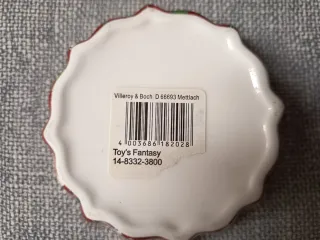 Villeroy & Boch, D 66693 Mettlach
4 003686 182028
Toy's Fantasy
14-8332-3800